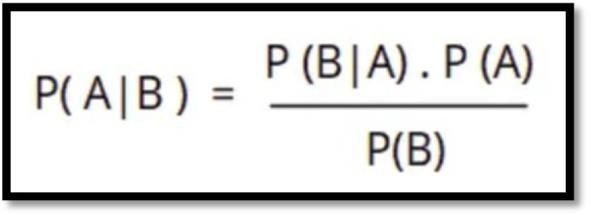 P( A|B ) = 
P (B|A) . P (A)
P(B)